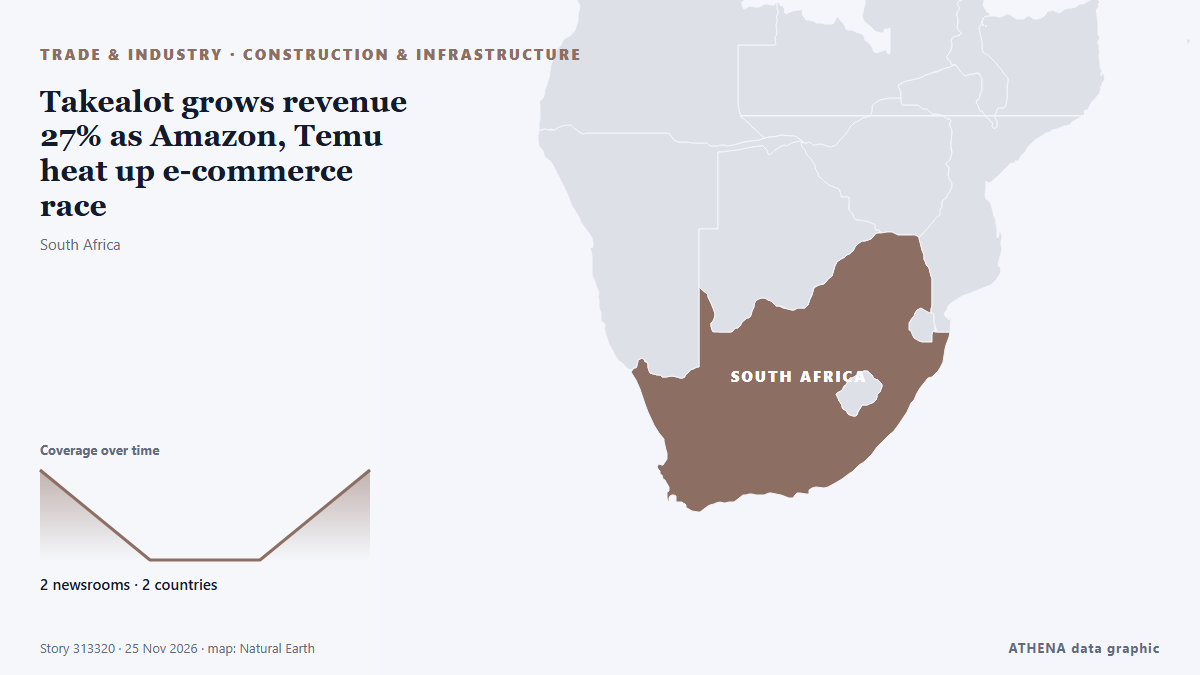 TRADE & INDUSTRY · CONSTRUCTION & INFRASTRUCTURE
Takealot grows revenue
27% as Amazon, Temu
heat up e-commerce
race
South Africa
SOUTH AFRICA
Coverage over time
2 newsrooms · 2 countries
Story 313320 · 25 Nov 2026 · map: Natural Earth
ATHENA data graphic